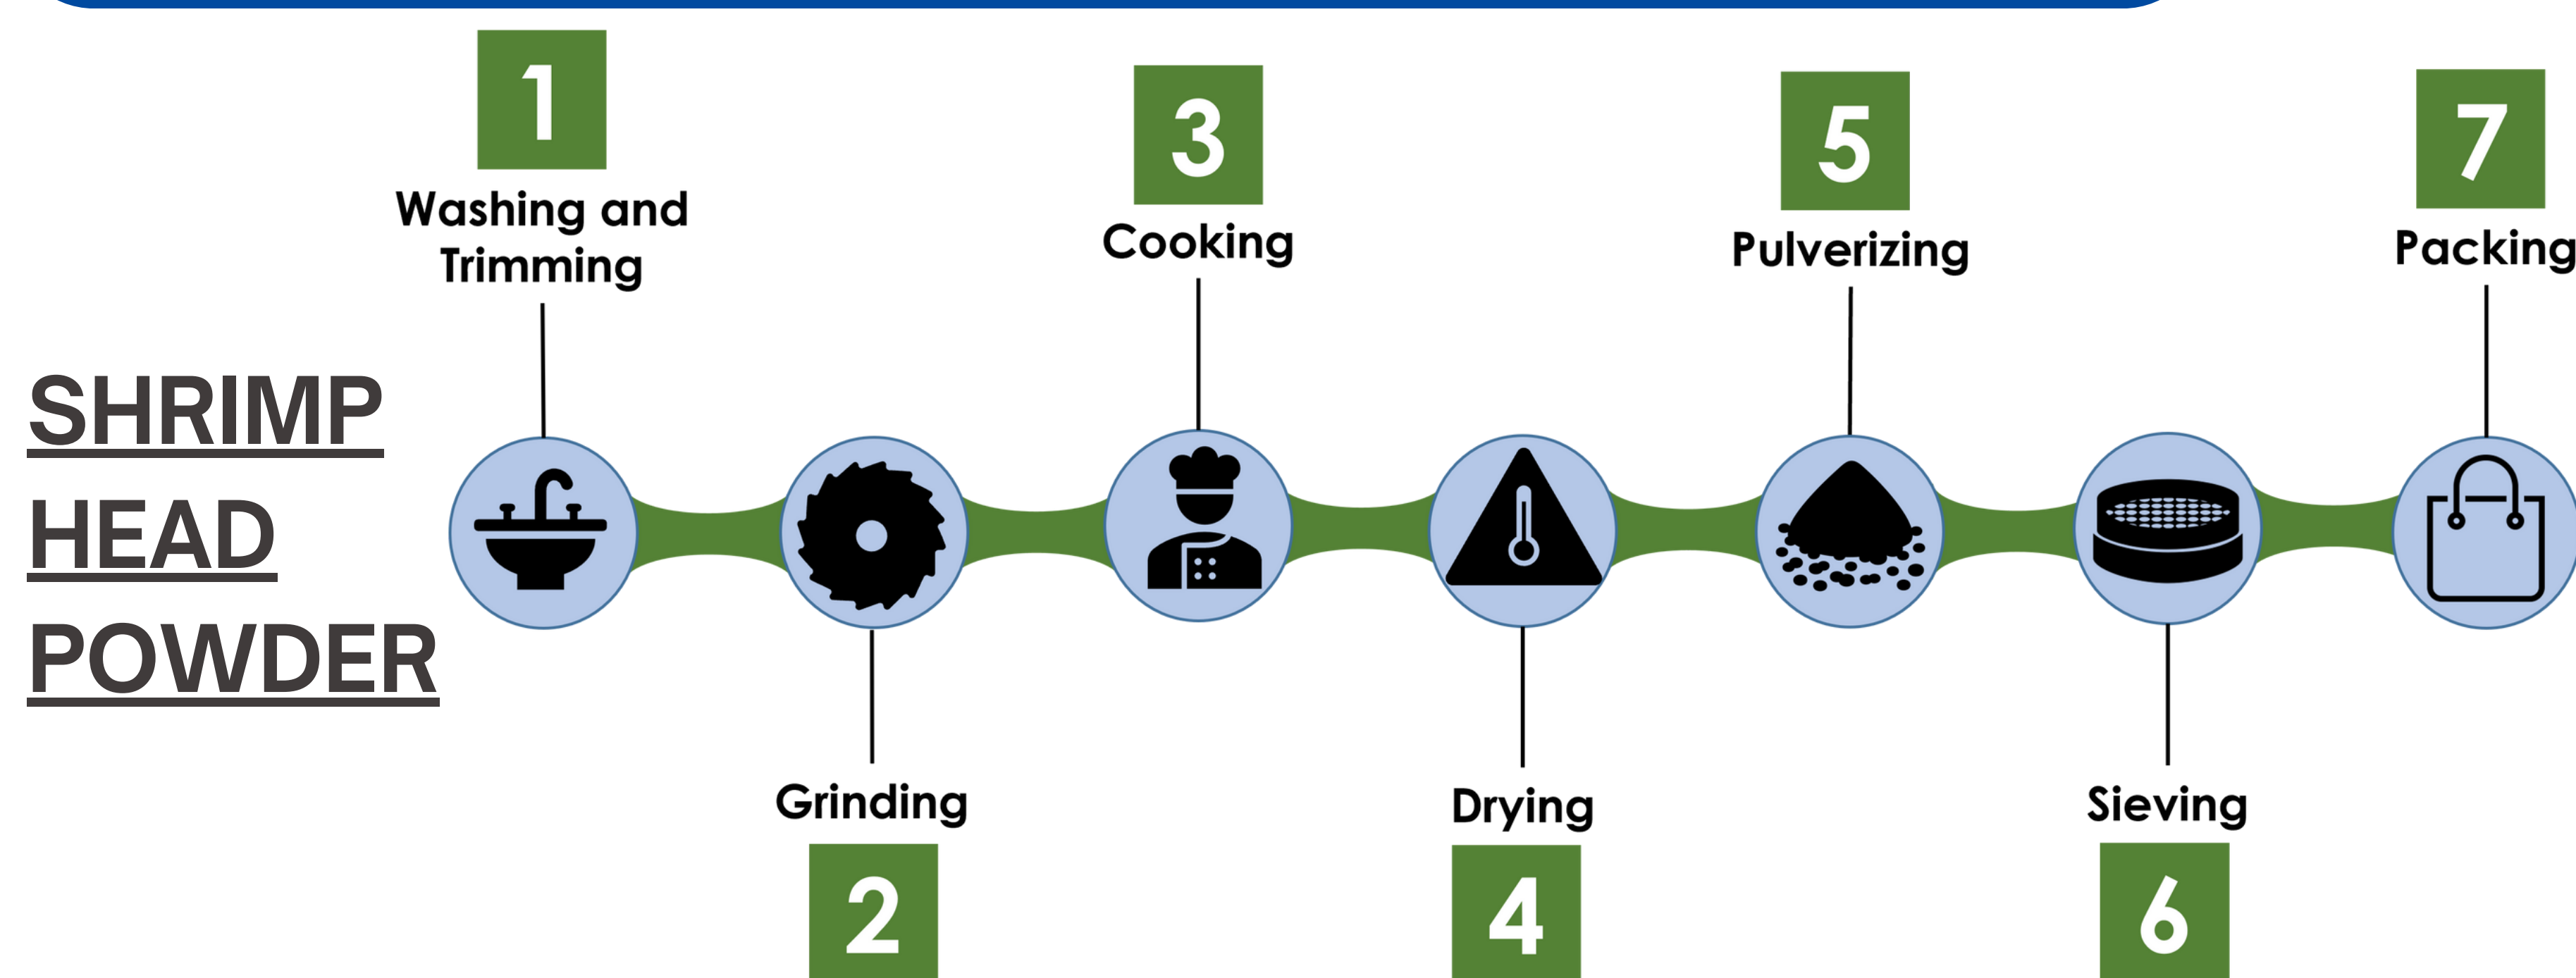 SHRIMP
HEAD
POWDER
1
Washing and
Trimming
Grinding
2
3
Cooking
Drying
4
5
Pulverizing
Sieving
6
7
Packing